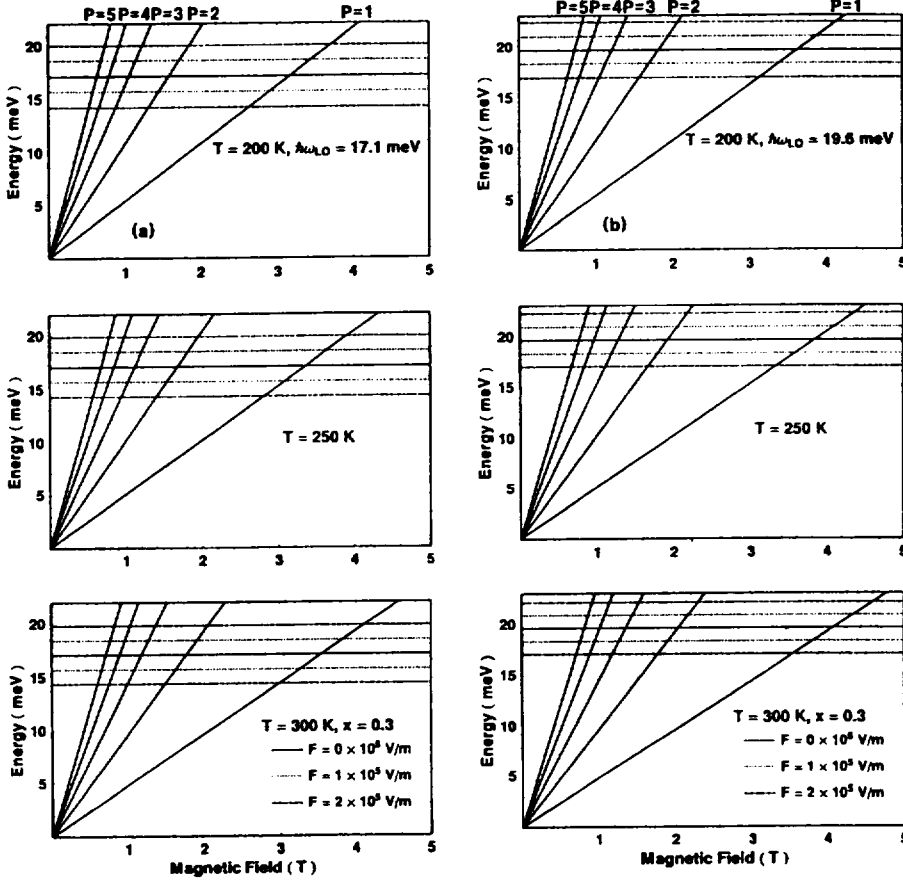 P=5 P=4 P=3 P=2 P=1
20
15
10
5
Energy ( meV)
T = 200 K, ℏω_LO = 17.1 meV
(a)
1 2 3 4 5
20
15
10
5
Energy ( meV)
T = 250 K
1 2 3 4 5
20
15
10
5
Energy ( meV)
T = 300 K, x = 0.3
F = 0 × 10⁵ V/m
F = 1 × 10⁵ V/m
F = 2 × 10⁵ V/m
1 2 3 4 5
Magnetic Field ( T )
P=5 P=4 P=3 P=2 P=1
20
15
10
5
Energy ( meV)
T = 200 K, ℏω_LO = 19.6 meV
(b)
1 2 3 4 5
20
15
10
5
Energy ( meV)
T = 250 K
1 2 3 4 5
20
15
10
5
Energy ( meV)
T = 300 K, x = 0.3
F = 0 × 10⁵ V/m
F = 1 × 10⁵ V/m
F = 2 × 10⁵ V/m
1 2 3 4 5
Magnetic Field ( T )